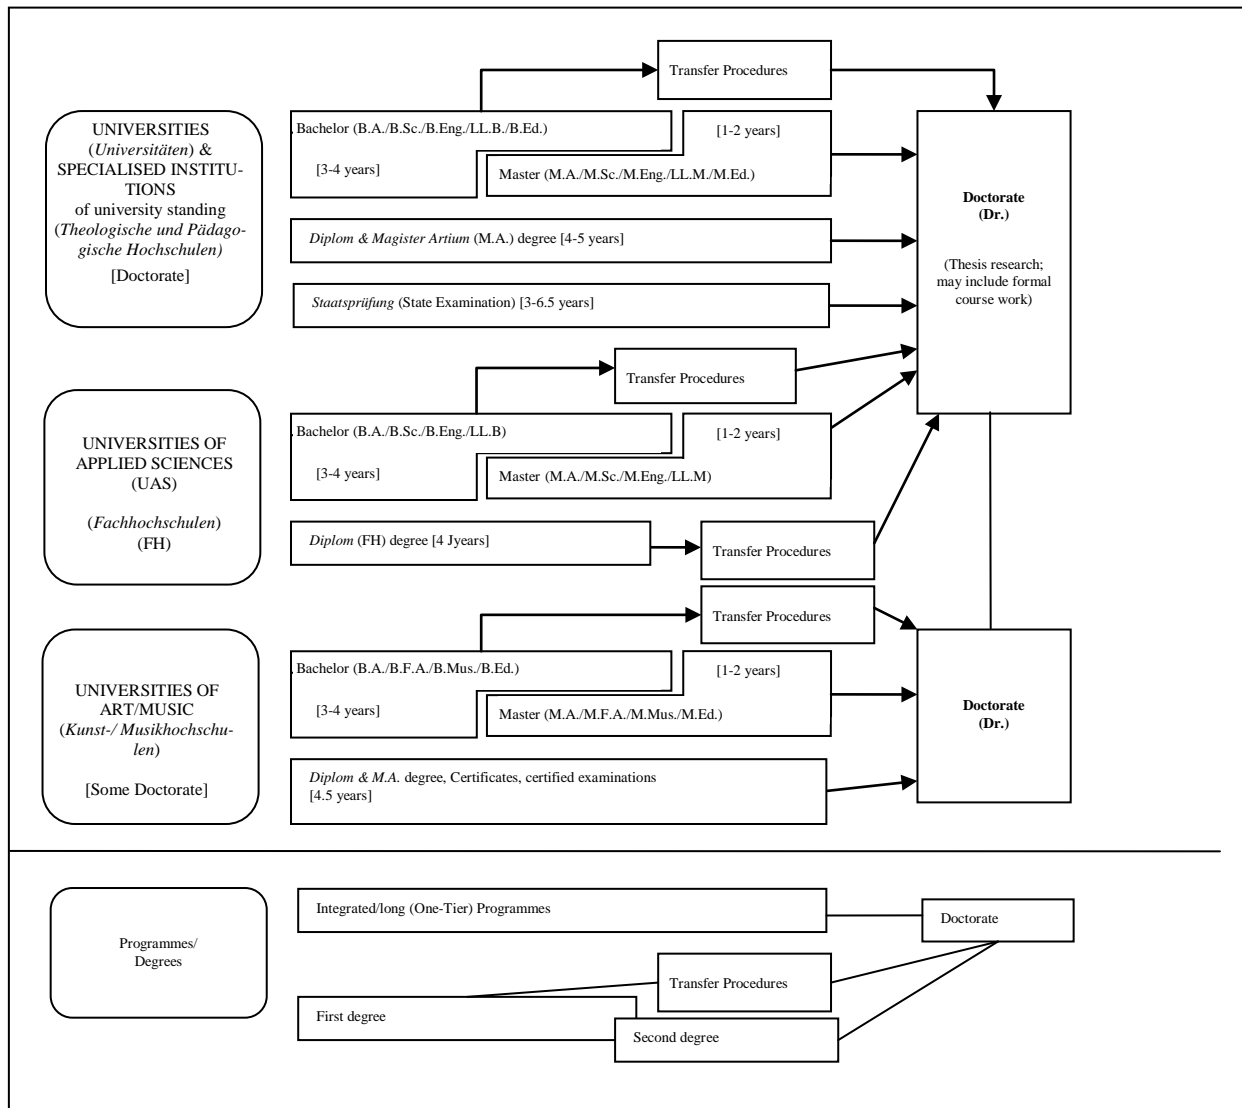 Transfer Procedures
UNIVERSITIES
(Universitäten) &
SPECIALISED INSTITU-
TIONS
of university standing
(Theologische und Pädago-
gische Hochschulen)
[Doctorate]
Bachelor (B.A./B.Sc./B.Eng./LL.B./B.Ed.)
[3-4 years]
[1-2 years]
Master (M.A./M.Sc./M.Eng./LL.M./M.Ed.)
Diplom & Magister Artium (M.A.) degree [4-5 years]
Staatsprüfung (State Examination) [3-6.5 years]
Doctorate
(Dr.)
(Thesis research;
may include formal
course work)
Transfer Procedures
UNIVERSITIES OF
APPLIED SCIENCES
(UAS)
(Fachhochschulen)
(FH)
Bachelor (B.A./B.Sc./B.Eng./LL.B)
[3-4 years]
[1-2 years]
Master (M.A./M.Sc./M.Eng./LL.M)
Diplom (FH) degree [4 Jyears]
Transfer Procedures
Transfer Procedures
UNIVERSITIES OF
ART/MUSIC
(Kunst-/ Musikhochschu-
len)
[Some Doctorate]
Bachelor (B.A./B.F.A./B.Mus./B.Ed.)
[3-4 years]
[1-2 years]
Master (M.A./M.F.A./M.Mus./M.Ed.)
Diplom & M.A. degree, Certificates, certified examinations
[4.5 years]
Doctorate
(Dr.)
Programmes/
Degrees
Integrated/long (One-Tier) Programmes
Doctorate
Transfer Procedures
First degree
Second degree